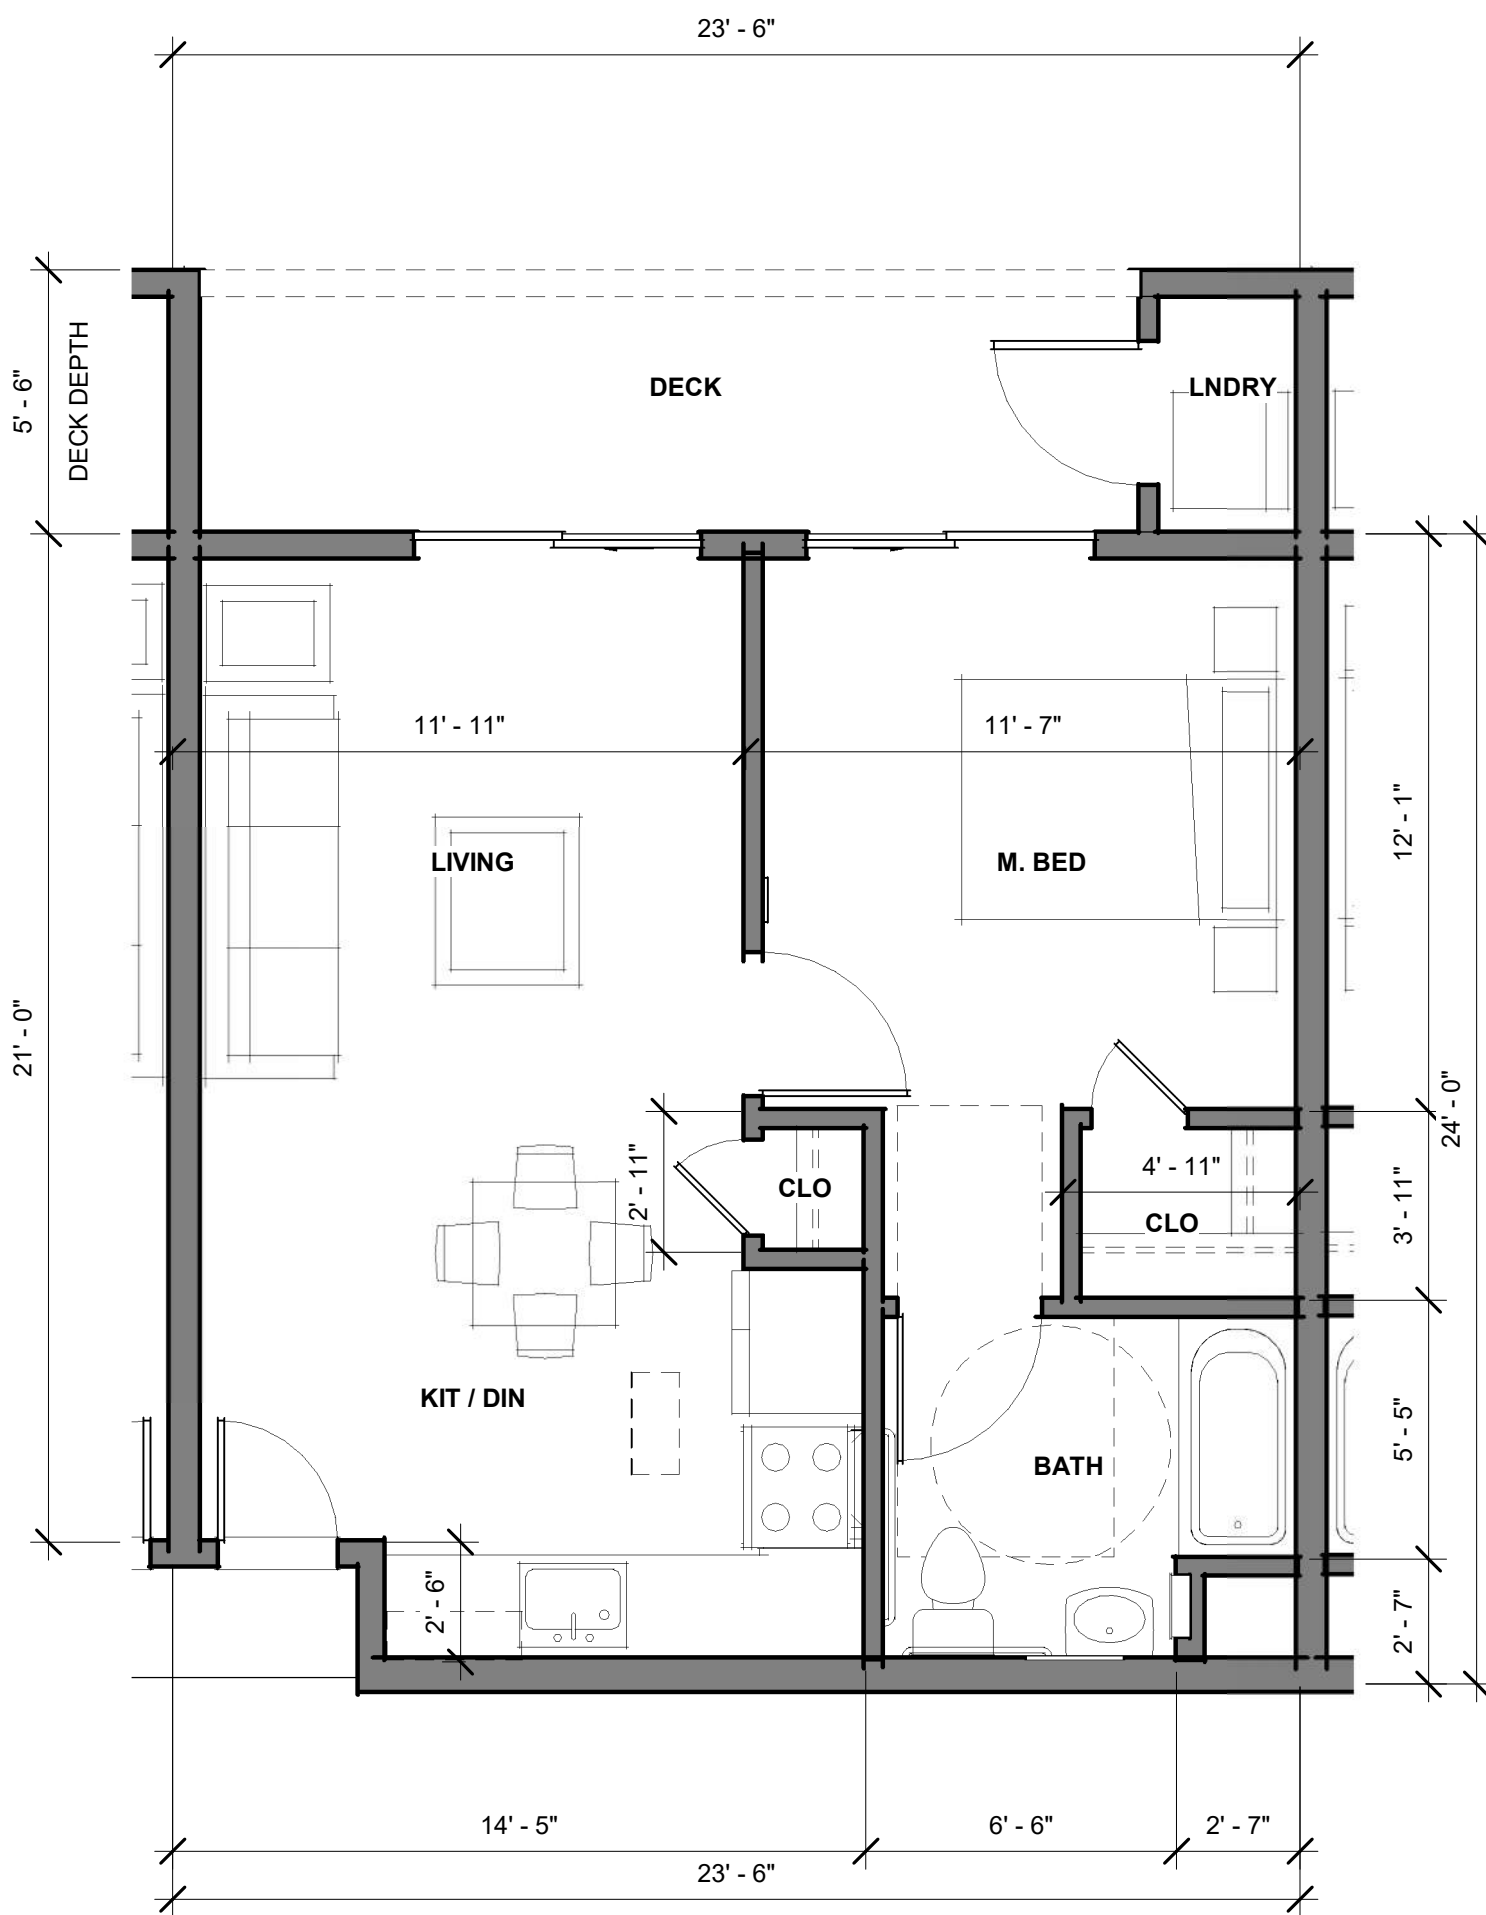 23' - 6"
5' - 6"
DECK DEPTH
DECK
LNDRY
11' - 11"
11' - 7"
12' - 1"
LIVING
M. BED
21' - 0"
24' - 0"
2' - 11"
CLO
4' - 11"
CLO
3' - 11"
KIT / DIN
BATH
5' - 5"
2' - 6"
2' - 7"
14' - 5"
6' - 6"
2' - 7"
23' - 6"